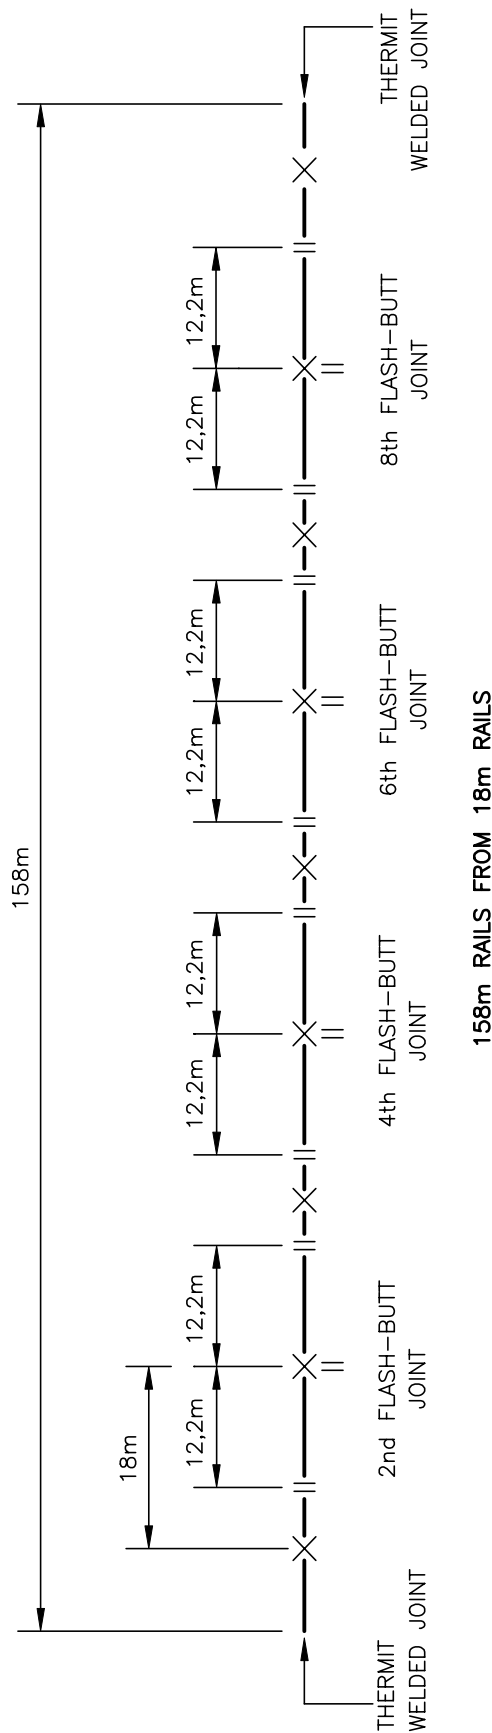 158m
18m
12,2m
12,2m
12,2m
12,2m
12,2m
12,2m
12,2m
12,2m
THERMIT
WELDED JOINT
2nd FLASH-BUTT
JOINT
4th FLASH-BUTT
JOINT
6th FLASH-BUTT
JOINT
8th FLASH-BUTT
JOINT
THERMIT
WELDED JOINT
158m RAILS FROM 18m RAILS